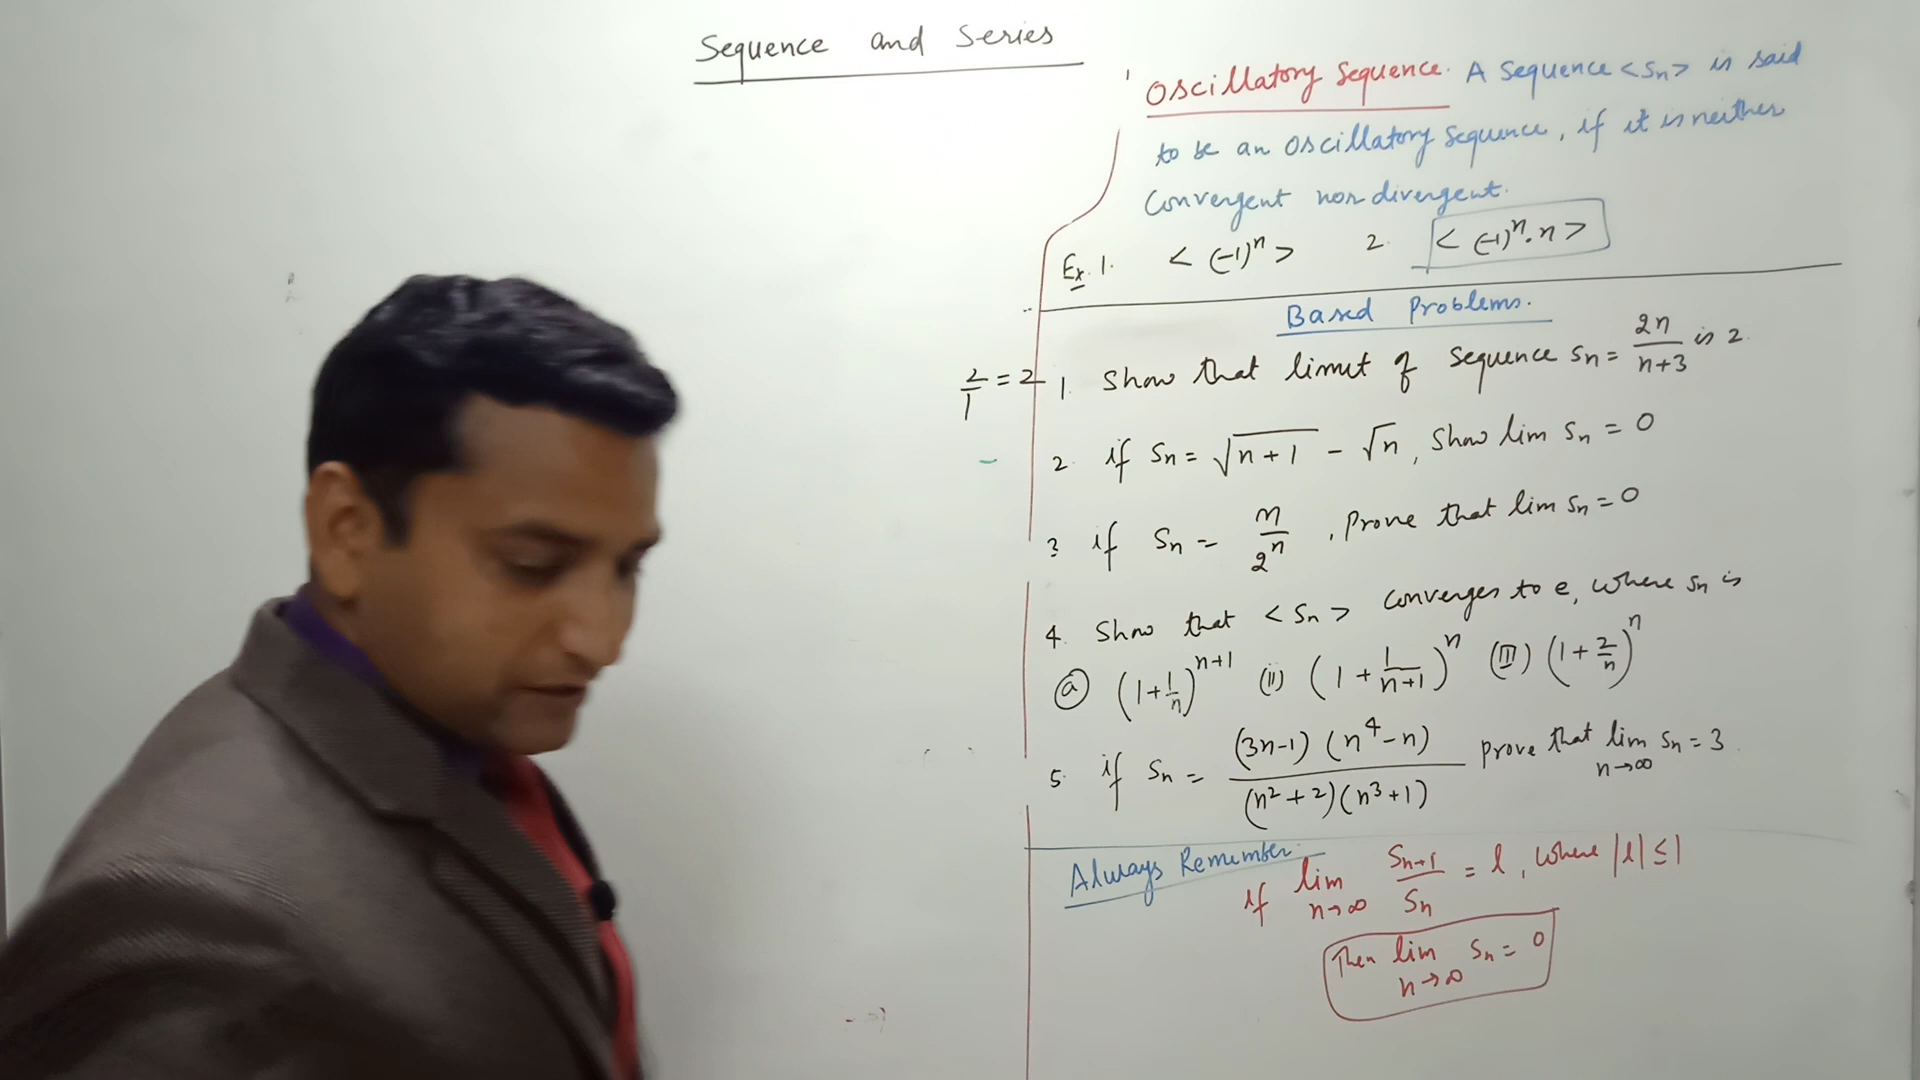 Sequence and Series
Oscillatory Sequence. A Sequence <Sn> is said
to be an oscillatory Sequence, if it is neither
Convergent nor divergent.
Ex. 1. < (-1)^n > 2. < (-1)^n. n >
Based Problems.
2/1 = 2
1. Show that limit of Sequence Sn = 2n/(n+3) is 2.
2. if Sn = √(n+1) - √n, Show lim Sn = 0
3 if Sn = n/2^n, Prove that lim Sn = 0
4. Show that <Sn> Converges to e, where Sn is
(a) (1+1/n)^(n+1) (II) (1+1/(n+1))^n (III) (1+2/n)^n
5. if Sn = (3n-1) (n^4-n) / (n^2+2)(n^3+1) prove that lim n→∞ Sn = 3.
Always Remember.
If lim n→∞ Sn+1/Sn = l, where |l| ≤ 1
Then lim n→∞ Sn = 0